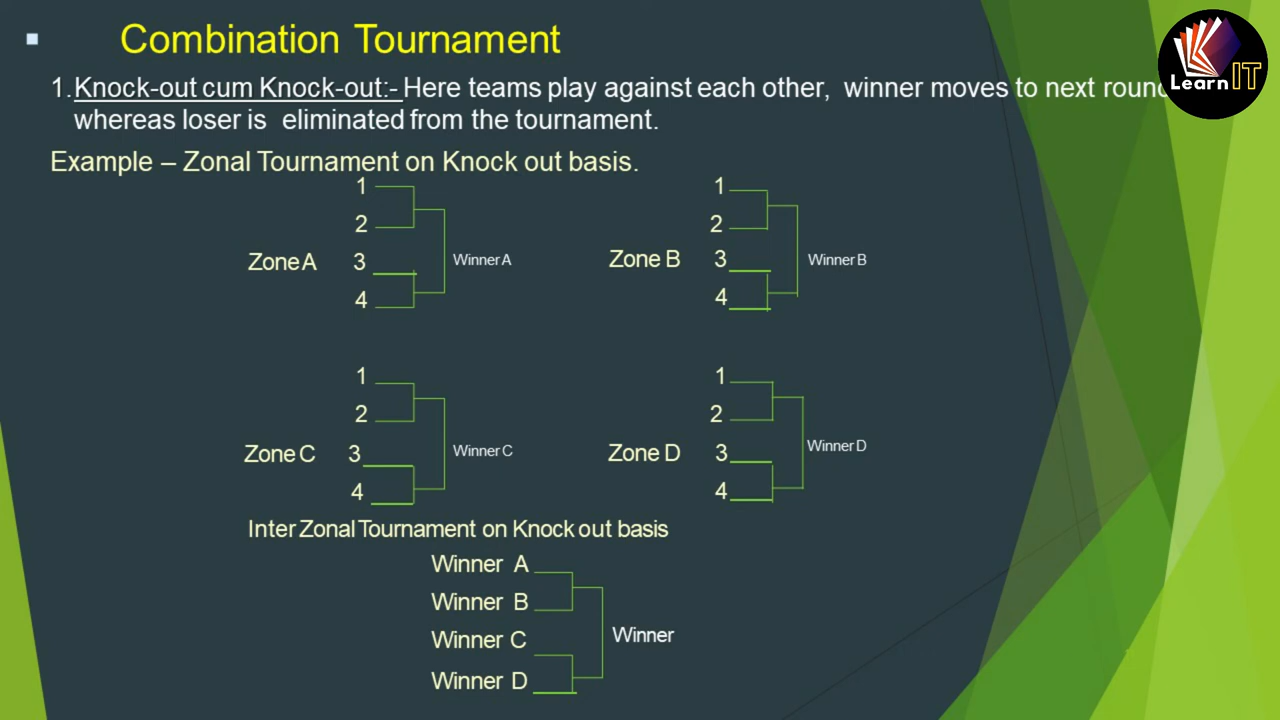 Combination Tournament
1.Knock-out cum Knock-out:- Here teams play against each other, winner moves to next round
whereas loser is eliminated from the tournament.
Example – Zonal Tournament on Knock out basis.
Zone A
1
2
3
4
Winner A
Zone B
1
2
3
4
Winner B
Zone C
1
2
3
4
Winner C
Zone D
1
2
3
4
Winner D
Inter Zonal Tournament on Knock out basis
Winner A
Winner B
Winner C
Winner D
Winner
Learn IT